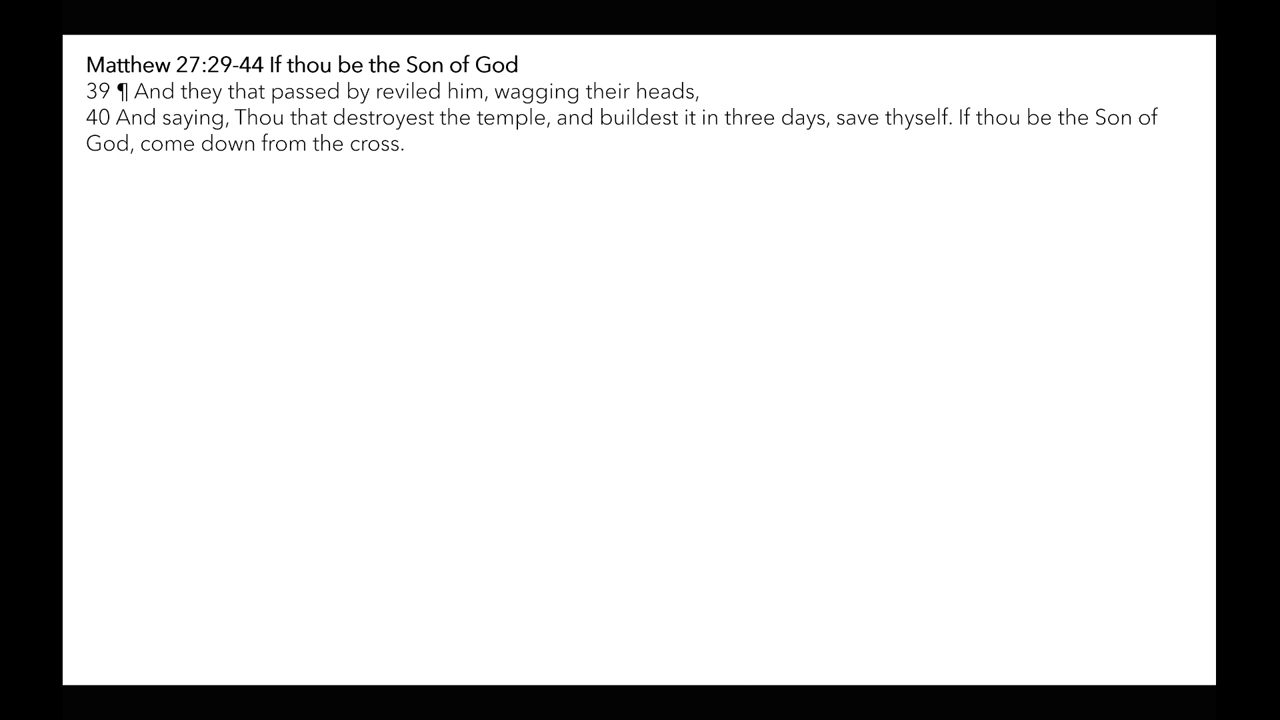 Matthew 27:29-44 If thou be the Son of God
39 ¶ And they that passed by reviled him, wagging their heads,
40 And saying, Thou that destroyest the temple, and buildest it in three days, save thyself. If thou be the Son of
God, come down from the cross.